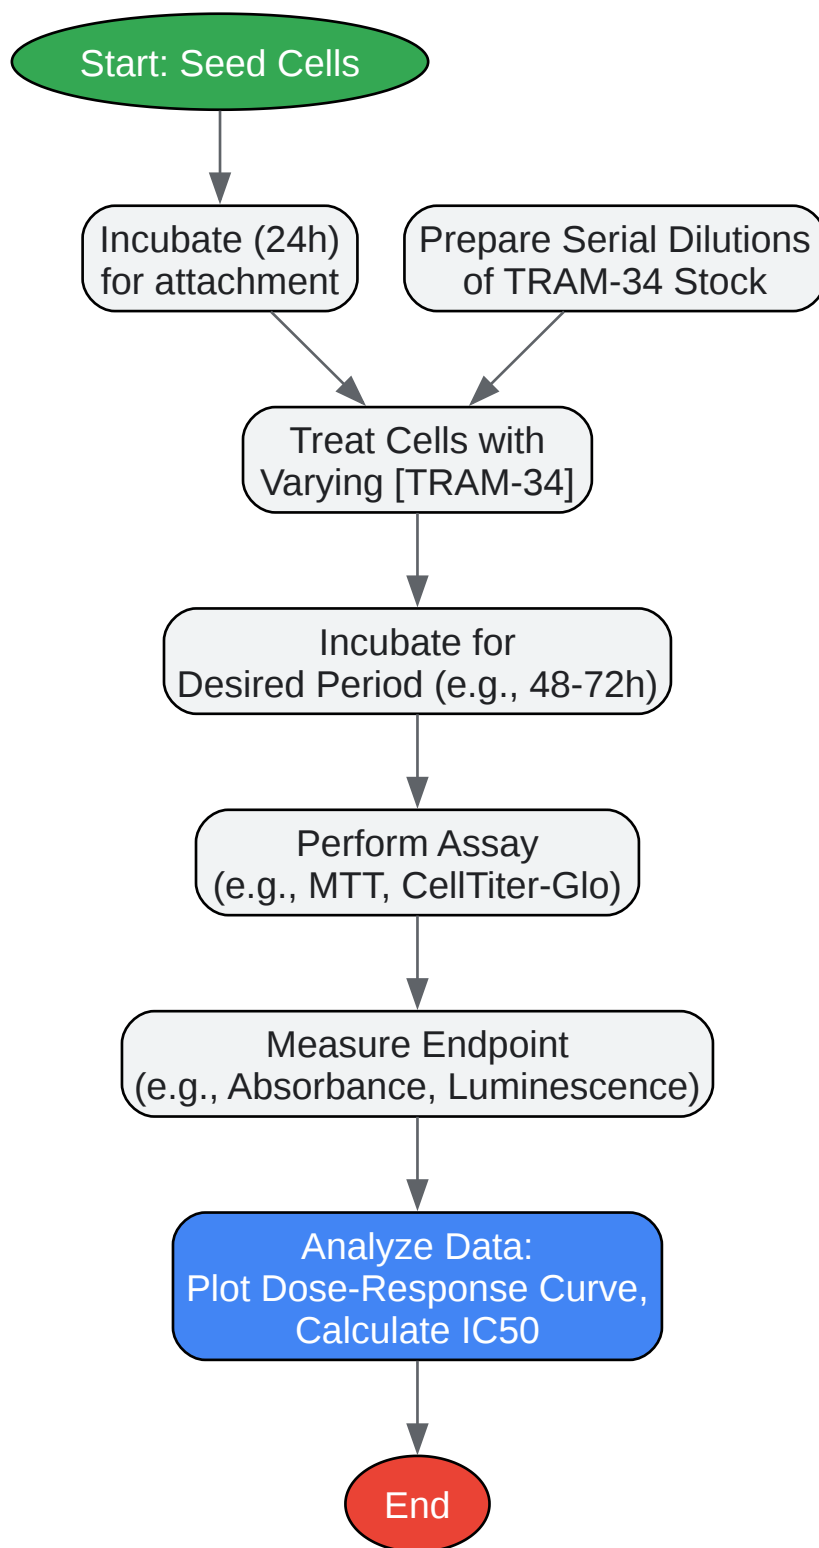 Start: Seed Cells
Incubate (24h)
for attachment
Prepare Serial Dilutions
of TRAM-34 Stock
Treat Cells with
Varying [TRAM-34]
Incubate for
Desired Period (e.g., 48-72h)
Perform Assay
(e.g., MTT, CellTiter-Glo)
Measure Endpoint
(e.g., Absorbance, Luminescence)
Analyze Data:
Plot Dose-Response Curve,
Calculate IC50
End